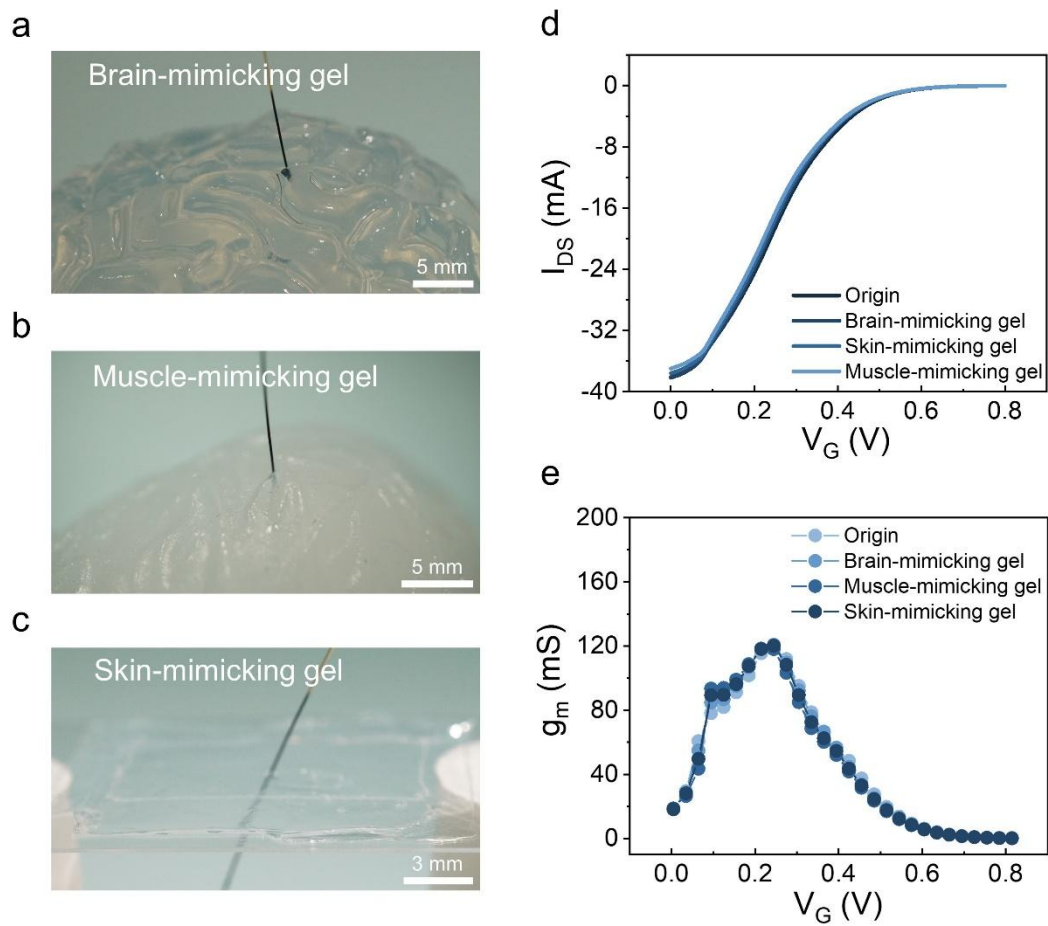 a
Brain-mimicking gel
5 mm
b
Muscle-mimicking gel
5 mm
c
Skin-mimicking gel
3 mm
d
0
-8
-16
-24
-32
-40
I_DS (mA)
Origin
Brain-mimicking gel
Skin-mimicking gel
Muscle-mimicking gel
0.0 0.2 0.4 0.6 0.8
V_G (V)
e
200
160
120
80
40
0
g_m (mS)
Origin
Brain-mimicking gel
Muscle-mimicking gel
Skin-mimicking gel
0.0 0.2 0.4 0.6 0.8
V_G (V)